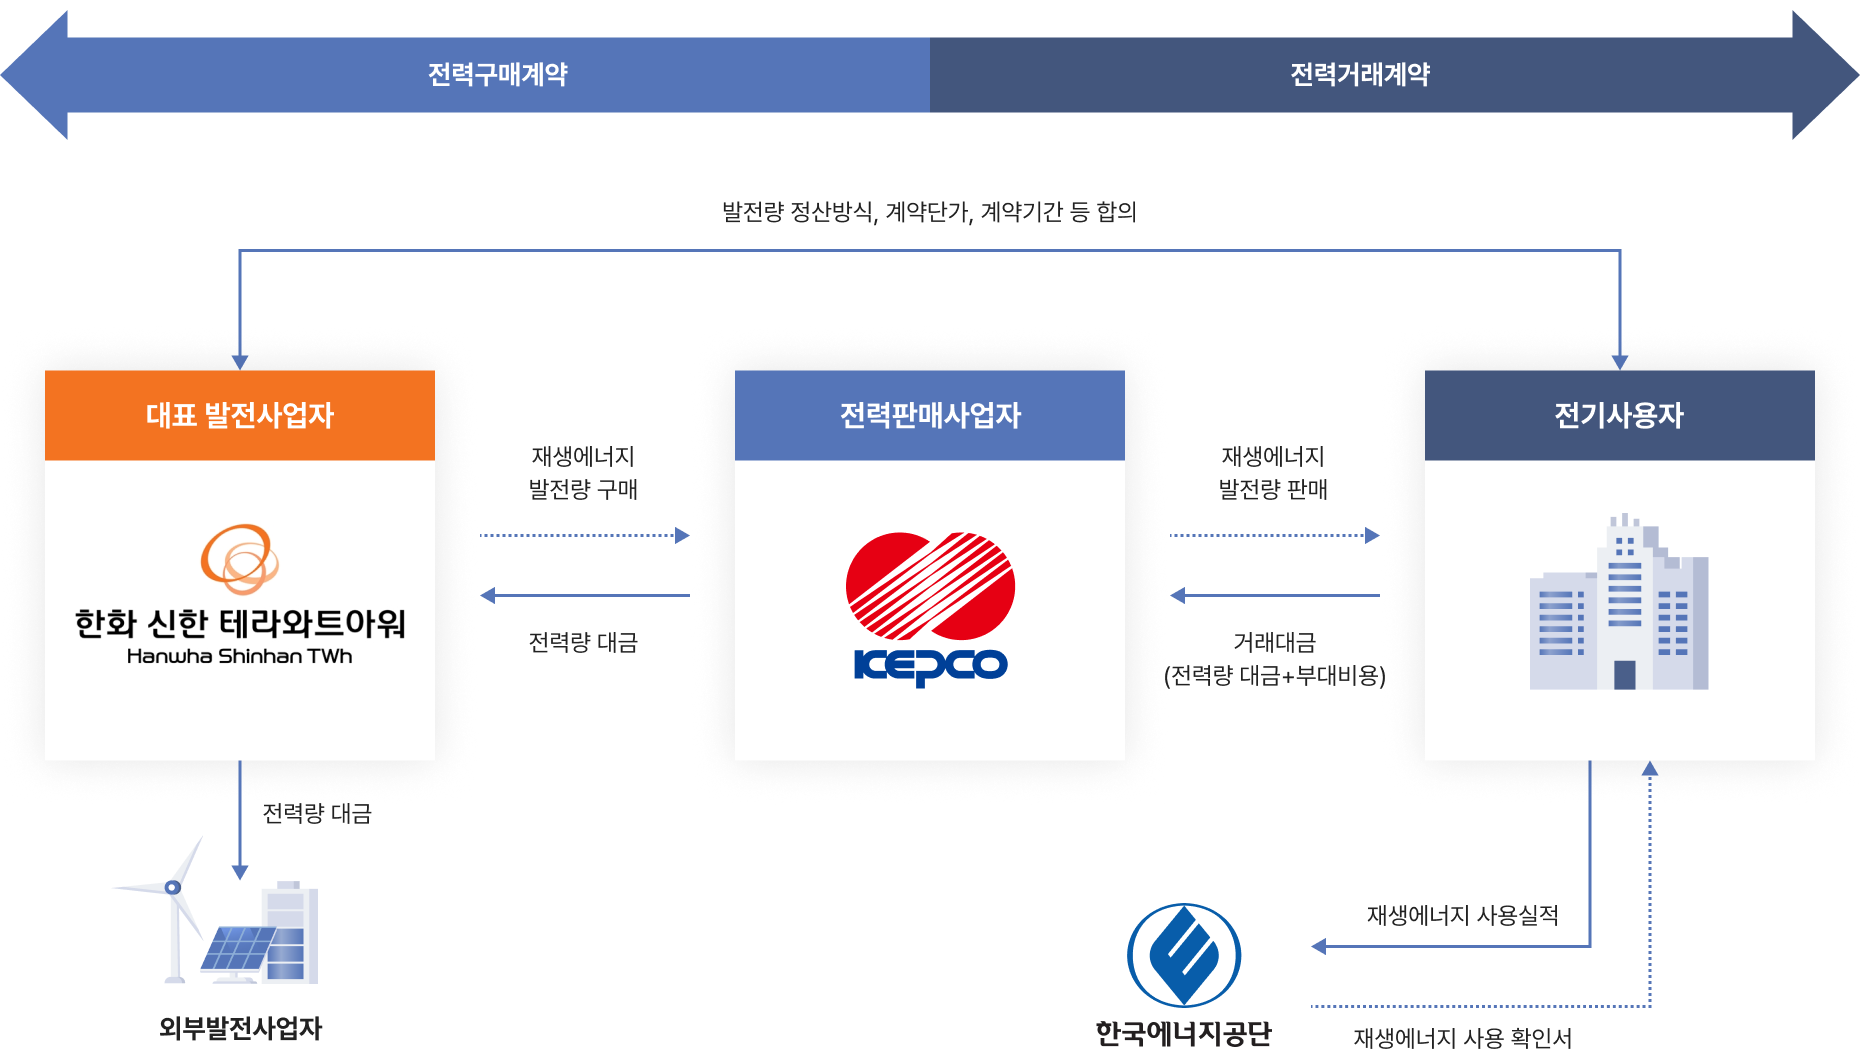 전력구매계약
전력거래계약
발전량 정산방식, 계약단가, 계약기간 등 합의
대표 발전사업자
전력판매사업자
전기사용자
재생에너지
발전량 구매
재생에너지
발전량 판매
한화 신한 테라와트아워
Hanwha Shinhan TWh
전력량 대금
KEPCO
거래대금
(전력량 대금+부대비용)
전력량 대금
외부발전사업자
재생에너지 사용실적
한국에너지공단
재생에너지 사용 확인서